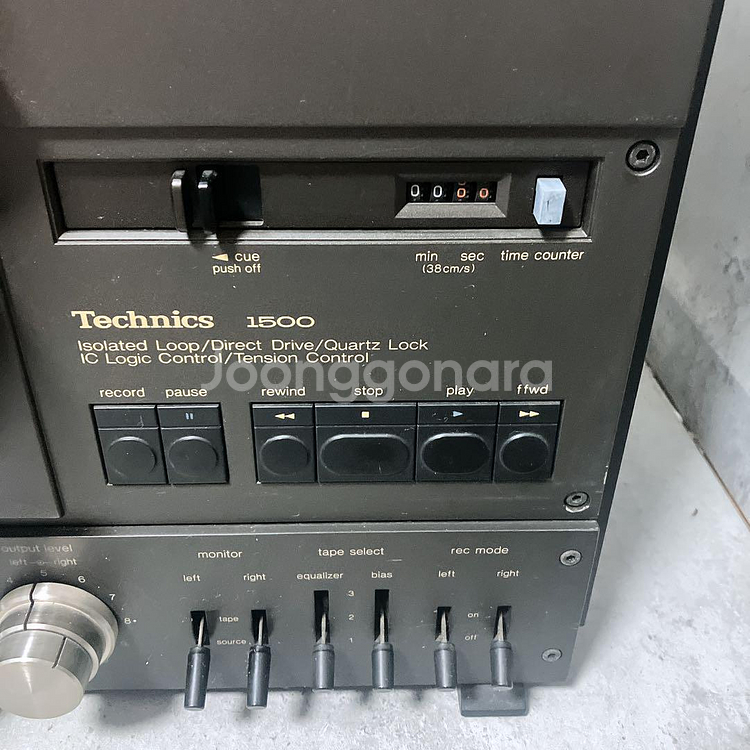 0 0 0 0
◄ cue
push off
min sec time counter
(38cm/s)
Technics 1500
Isolated Loop/Direct Drive/Quartz Lock
IC Logic Control/Tension Control
Joonggonara
record pause rewind stop play ffwd
output level
left right
monitor
tape select
rec mode
left right equalizer bias left right
4 5 6 7 8
3
2
1
tape
source
on
off